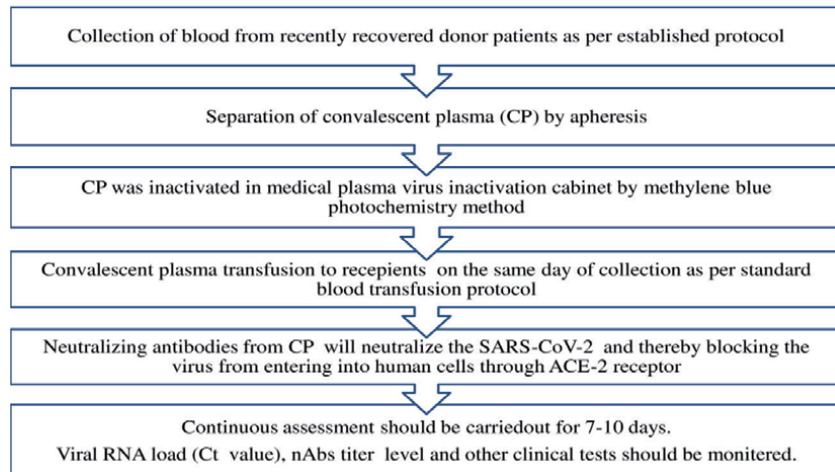 Collection of blood from recently recovered donor patients as per established protocol
Separation of convalescent plasma (CP) by apheresis
CP was inactivated in medical plasma virus inactivation cabinet by methylene blue
photochemistry method
Convalescent plasma transfusion to recepients on the same day of collection as per standard
blood transfusion protocol
Neutralizing antibodies from CP will neutralize the SARS-CoV-2 and thereby blocking the
virus from entering into human cells through ACE-2 receptor
Continuous assessment should be carriedout for 7-10 days.
Viral RNA load (Ct value), nAbs titer level and other clinical tests should be monitered.